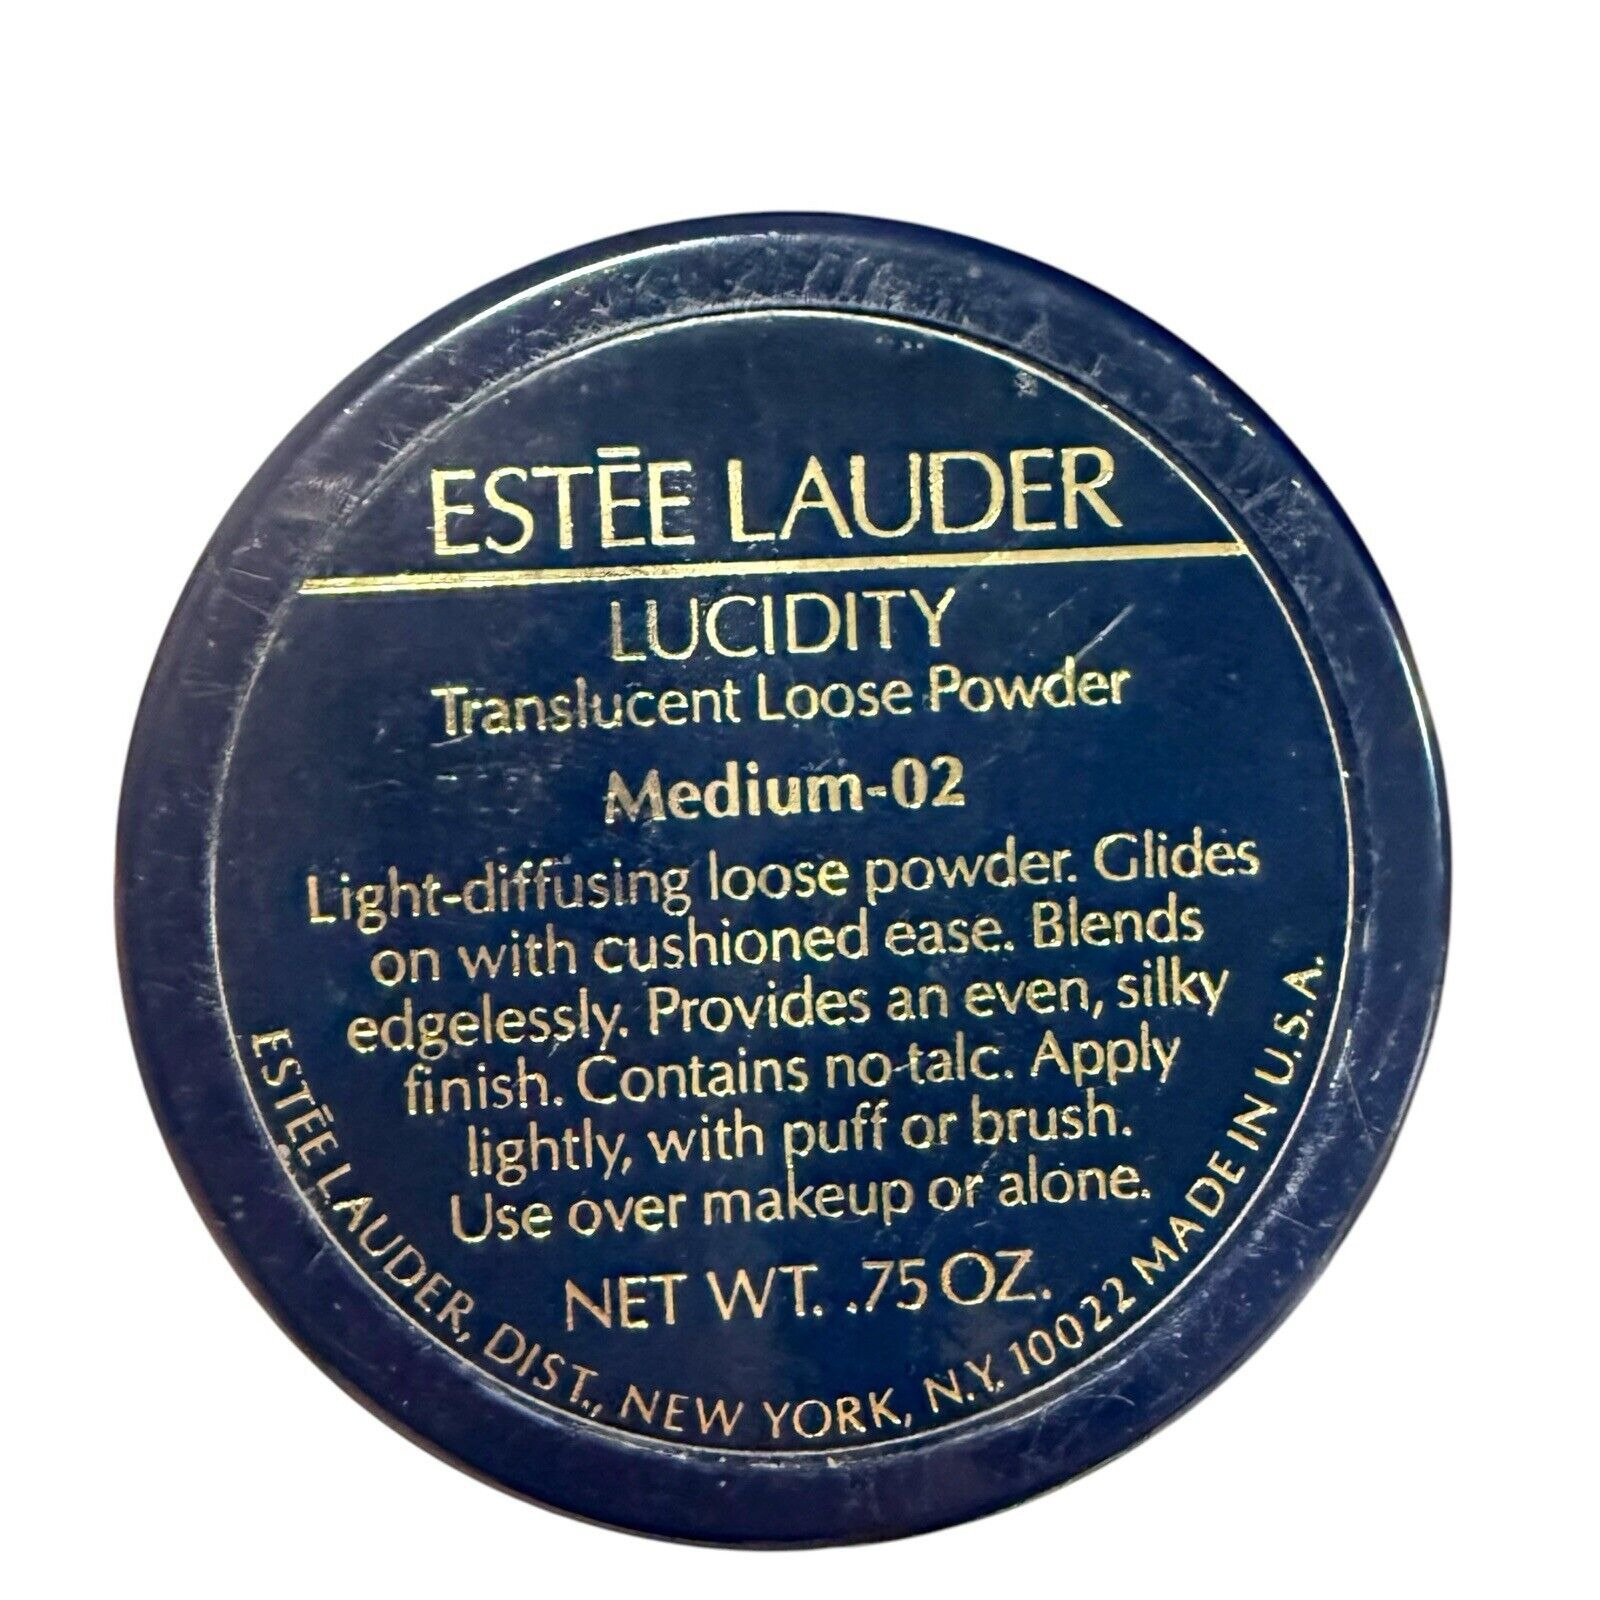 ESTĒE LAUDER
LUCIDITY
Translucent Loose Powder
Medium-02
Light-diffusing loose powder. Glides
on with cushioned ease. Blends
edgelessly. Provides an even, silky
finish. Contains no talc. Apply
lightly, with puff or brush.
Use over makeup or alone.
NET WT. .75 OZ.
ESTĒE LAUDER, DIST., NEW YORK, N.Y. 10022 MADE IN U.S.A.